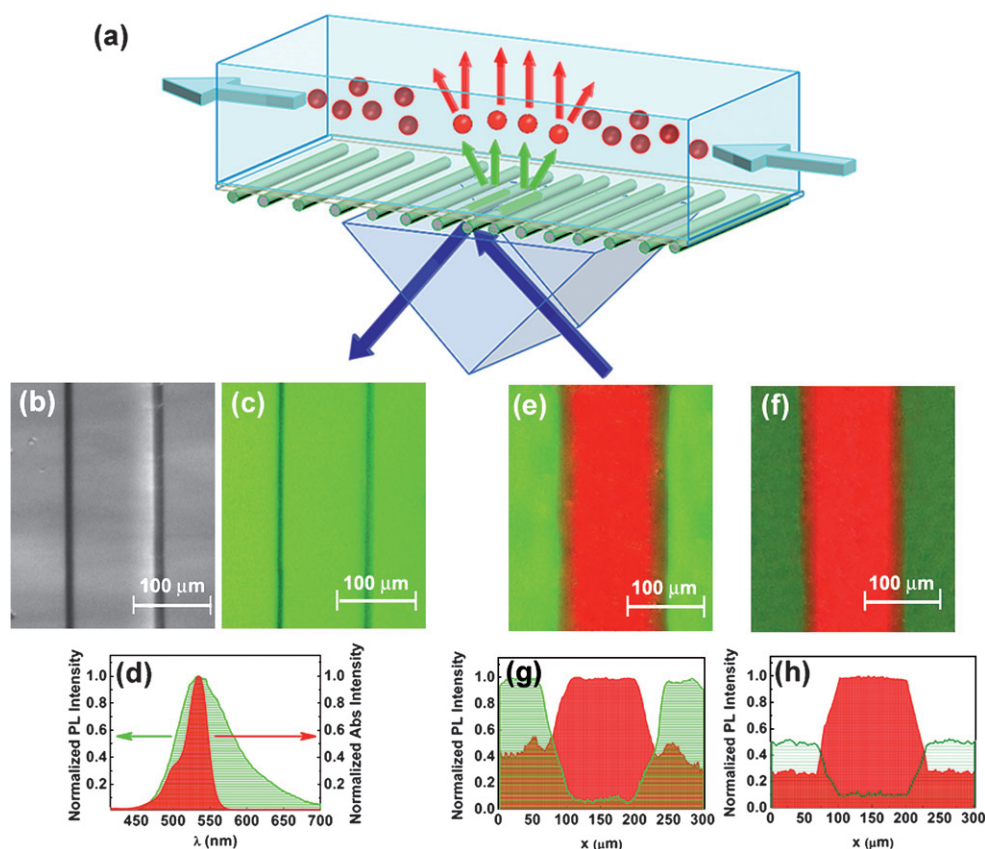 (a)
(b)
(c)
(e)
(f)
100 µm
100 µm
100 µm
100 µm
(d)
Normalized PL Intensity
1.0
0.8
0.6
0.4
0.2
1.0
0.8
0.6
0.4
0.2
Normalized Abs Intensity
450 500 550 600 650 700
λ (nm)
(g)
Normalized PL Intensity
1.0
0.8
0.6
0.4
0.2
0.0
0 50 100 150 200 250 300
x (µm)
(h)
Normalized PL Intensity
1.0
0.8
0.6
0.4
0.2
0.0
0 50 100 150 200 250 300
x (µm)